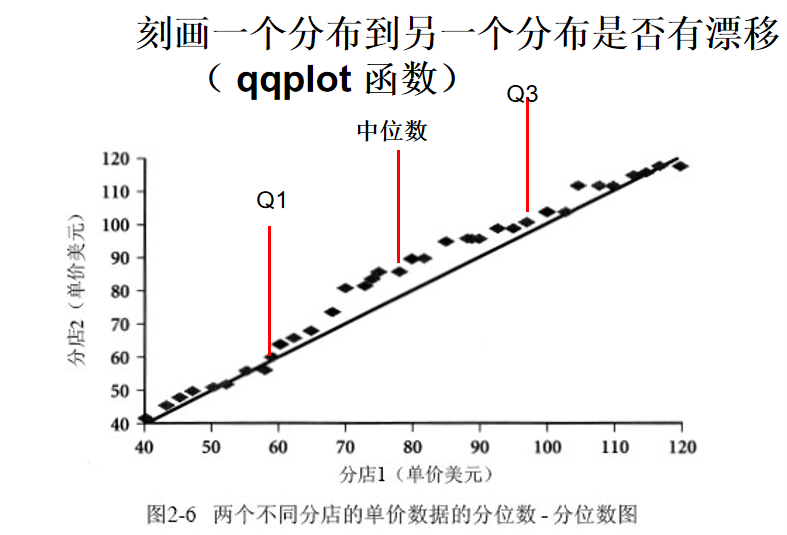 刻画一个分布到另一个分布是否有漂移
（ qqplot 函数）
Q3
中位数
Q1
120
110
100
90
80
70
60
50
40
分店2（单价美元）
40 50 60 70 80 90 100 110 120
分店1（单价美元）
图2-6 两个不同分店的单价数据的分位数 - 分位数图